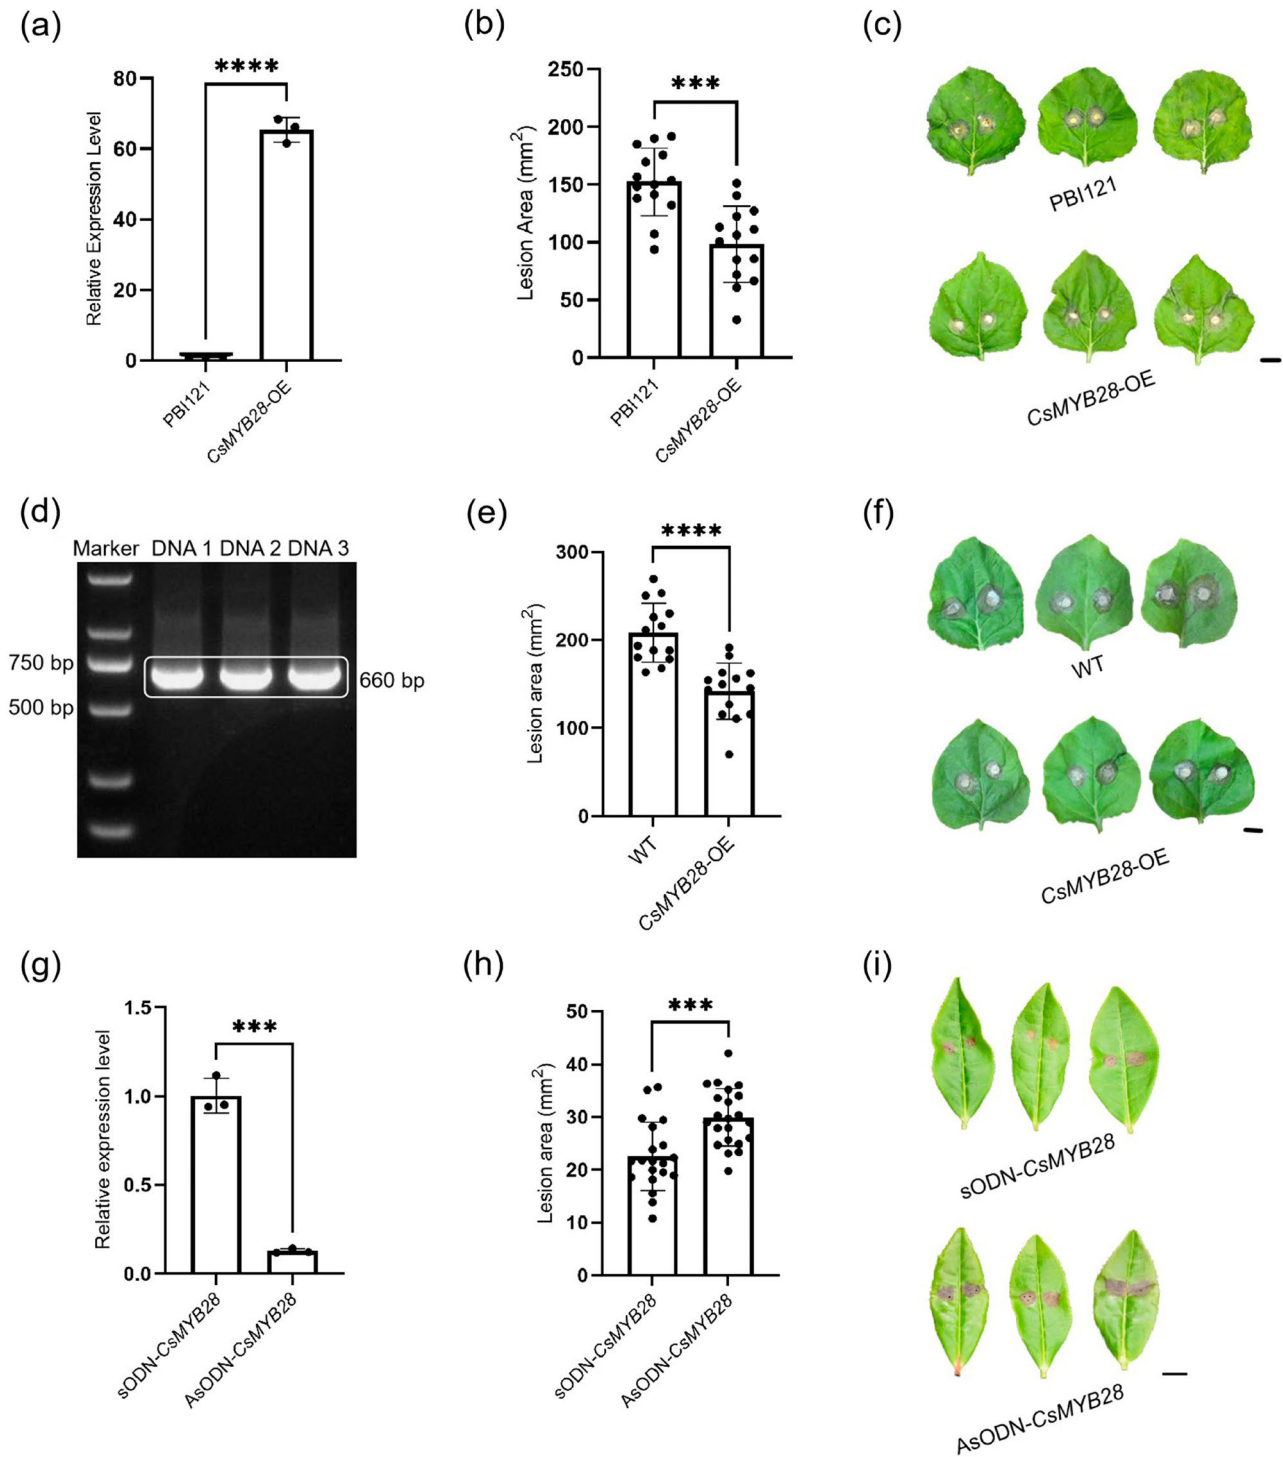 (a)
Relative Expression Level
80
60
40
20
0
****
PBI121
CsMYB28-OE
(b)
Lesion Area (mm2)
250
200
150
100
50
0
***
PBI121
CsMYB28-OE
(c)
PBI121
CsMYB28-OE
(d)
Marker DNA 1 DNA 2 DNA 3
750 bp
660 bp
500 bp
(e)
Lesion area (mm2)
300
200
100
0
****
WT
CsMYB28-OE
(f)
WT
CsMYB28-OE
(g)
Relative expression level
1.5
1.0
0.5
0.0
***
sODN-CsMYB28
AsODN-CsMYB28
(h)
Lesion area (mm2)
50
40
30
20
10
0
***
sODN-CsMYB28
AsODN-CsMYB28
(i)
sODN-CsMYB28
AsODN-CsMYB28